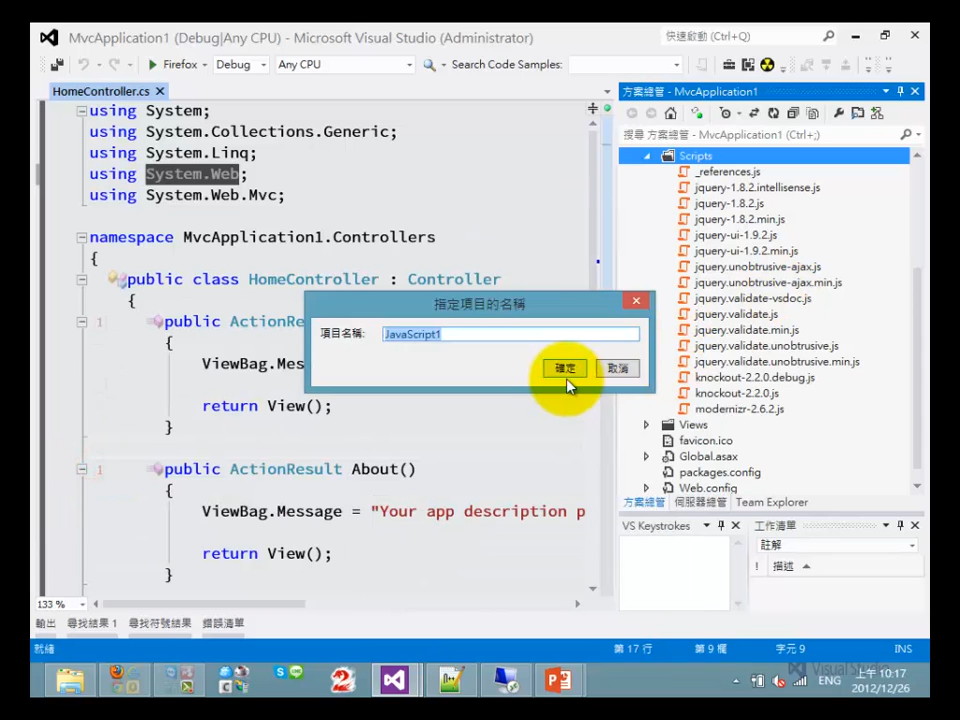 MvcApplication1 (Debug|Any CPU) - Microsoft Visual Studio (Administrator)
快速啟動 (Ctrl+Q)
Firefox
Debug
Any CPU
Search Code Samples:
HomeController.cs
方案總管 - MvcApplication1
搜尋 方案總管 - MvcApplication1 (Ctrl+;)
using System;
using System.Collections.Generic;
using System.Linq;
using System.Web;
using System.Web.Mvc;
namespace MvcApplication1.Controllers
{
public class HomeController : Controller
{
1 public ActionRe
{
ViewBag.Mess
return View();
}
1 public ActionResult About()
{
ViewBag.Message = "Your app description p
return View();
}
133 %
Scripts
_references.js
jquery-1.8.2.intellisense.js
jquery-1.8.2.js
jquery-1.8.2.min.js
jquery-ui-1.9.2.js
jquery-ui-1.9.2.min.js
jquery.unobtrusive-ajax.js
jquery.unobtrusive-ajax.min.js
jquery.validate-vsdoc.js
jquery.validate.js
jquery.validate.min.js
jquery.validate.unobtrusive.js
jquery.validate.unobtrusive.min.js
knockout-2.2.0.debug.js
knockout-2.2.0.js
modernizr-2.6.2.js
Views
favicon.ico
Global.asax
packages.config
Web.config
方案總管 伺服器總管 Team Explorer
指定項目的名稱
項目名稱: JavaScript1
確定 取消
VS Keystrokes
工作清單
註解
! 描述
輸出 尋找結果 1 尋找符號結果 錯誤清單
就緒 第 17 行 第 9 欄 字元 9 INS
Visual Studio
ENG
上午 10:17
2012/12/26